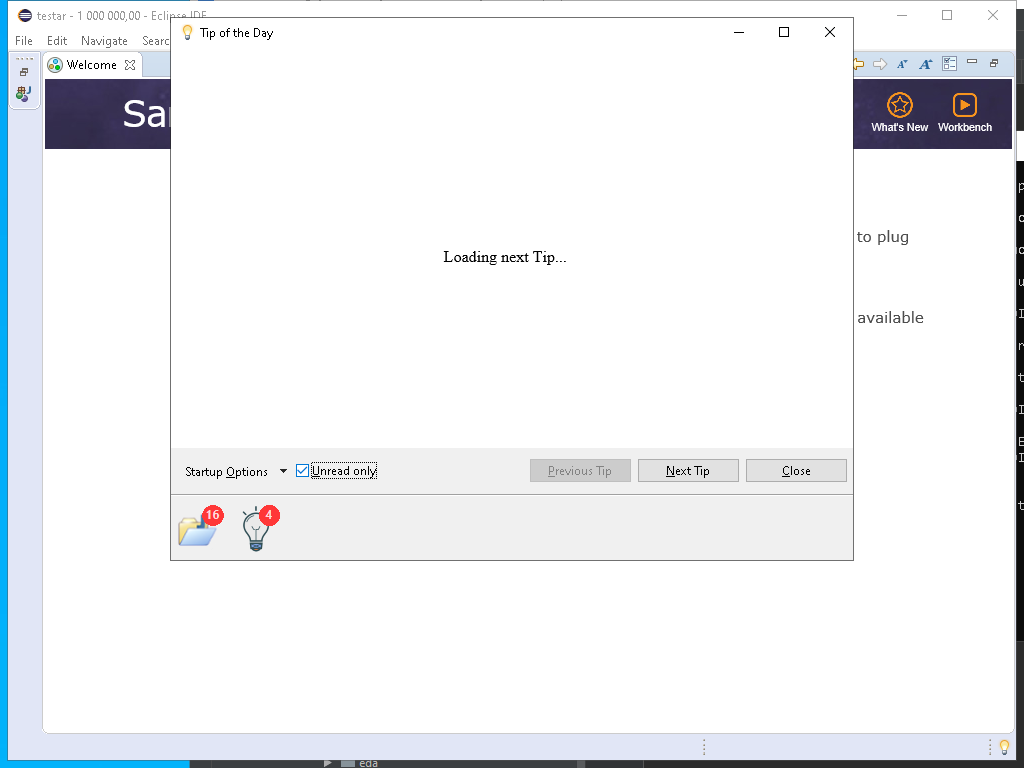 testar - 1 000 000,00 - Eclipse IDE
Tip of the Day
File Edit Navigate Searc
Welcome
Sa
What's New
Workbench
to plug
Loading next Tip...
available
Startup Options
Unread only
Previous Tip
Next Tip
Close
16
4
eda